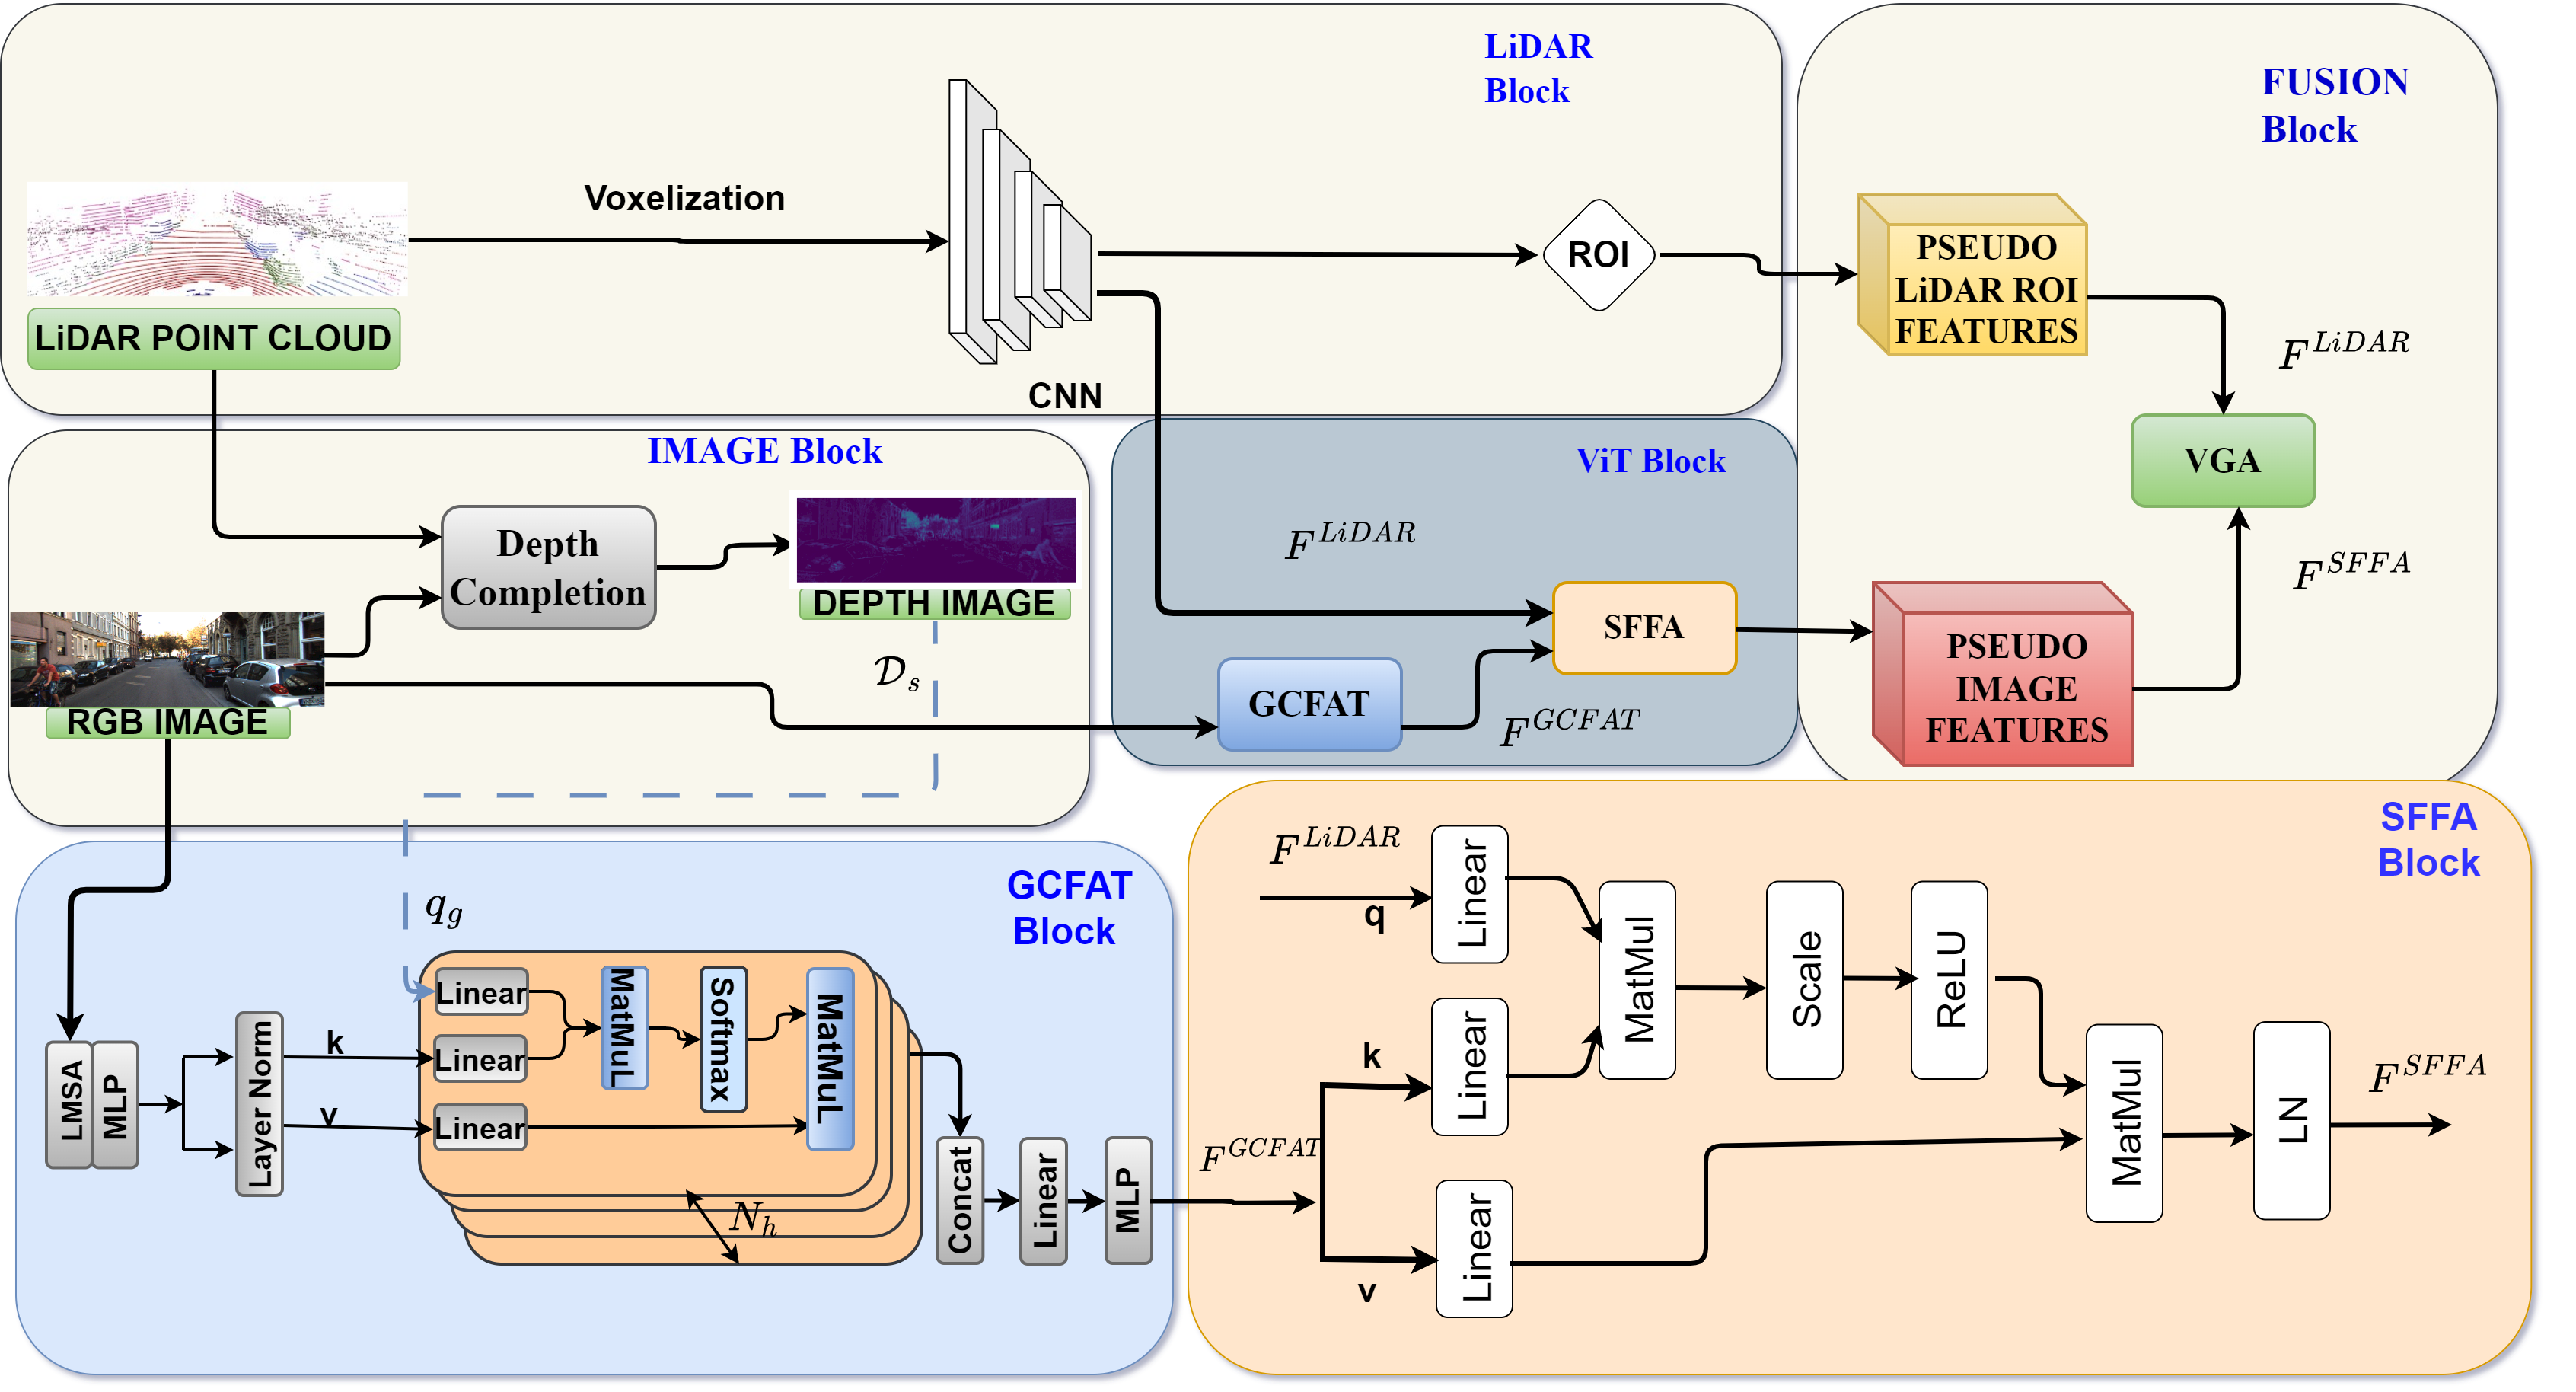 LiDAR
Block
Voxelization
LiDAR POINT CLOUD
CNN
ROI
FUSION
Block
PSEUDO
LiDAR ROI
FEATURES
F^{LiDAR}
VGA
F^{SFFA}
PSEUDO
IMAGE
FEATURES
IMAGE Block
Depth
Completion
DEPTH IMAGE
RGB IMAGE
𝒟_s
ViT Block
F^{LiDAR}
SFFA
GCFAT
F^{GCFAT}
GCFAT
Block
q_g
LMSA
MLP
Layer Norm
k
v
Linear
Linear
Linear
MatMuL
Softmax
MatMuL
N_h
Concat
Linear
MLP
SFFA
Block
F^{LiDAR}
q
Linear
k
Linear
F^{GCFAT}
v
Linear
MatMul
Scale
ReLU
MatMul
LN
F^{SFFA}